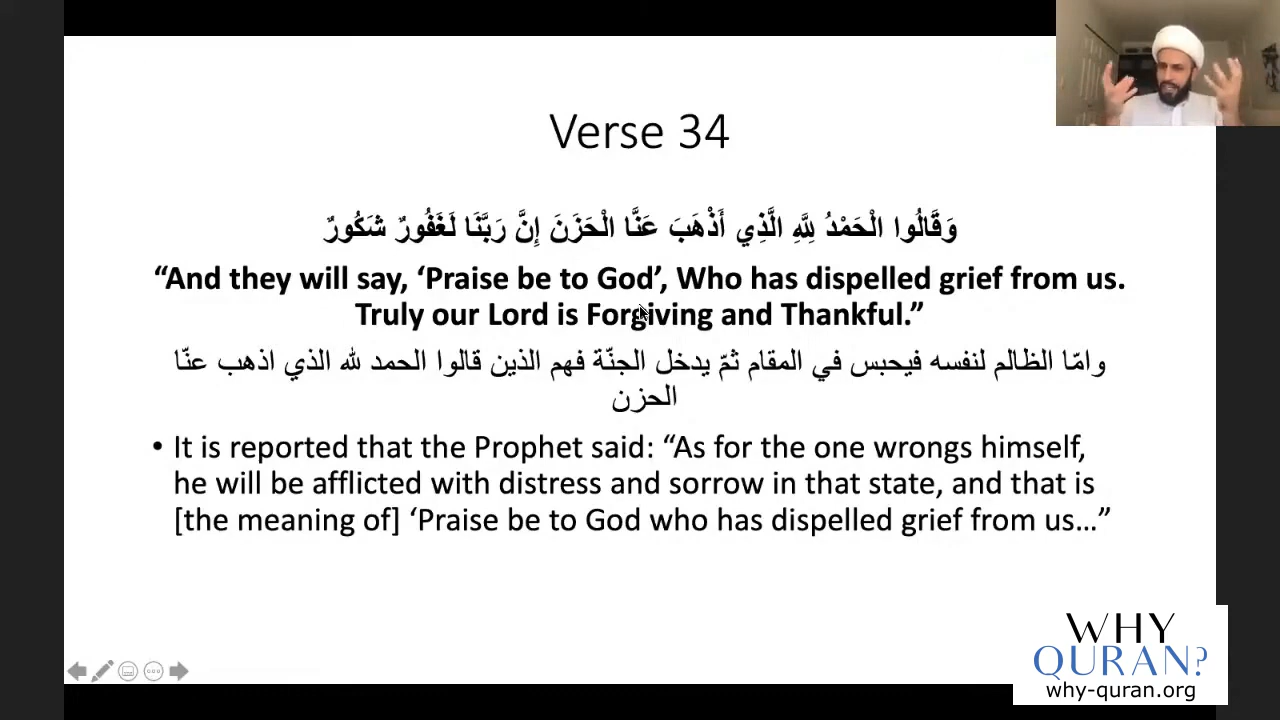 Verse 34
وَقَالُوا الْحَمْدُ لِلَّهِ الَّذِي أَذْهَبَ عَنَّا الْحَزَنَ إِنَّ رَبَّنَا لَغَفُورٌ شَكُورٌ
“And they will say, ‘Praise be to God’, Who has dispelled grief from us.
Truly our Lord is Forgiving and Thankful.”
وامّا الظالم لنفسه فيحبس في المقام ثمّ يدخل الجنّة فهم الذين قالوا الحمد لله الذي اذهب عنّا
الحزن
• It is reported that the Prophet said: “As for the one wrongs himself,
he will be afflicted with distress and sorrow in that state, and that is
[the meaning of] ‘Praise be to God who has dispelled grief from us…”
WHY
QURAN?
why-quran.org